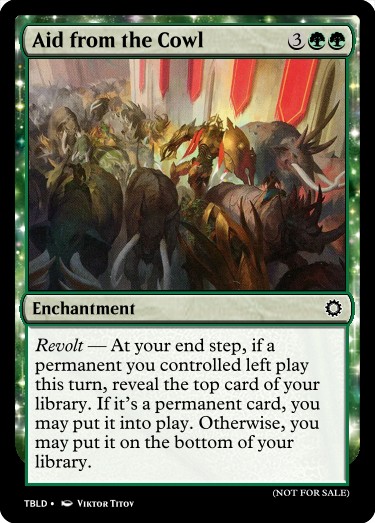 Aid from the Cowl 3
Enchantment
Revolt — At your end step, if a
permanent you controlled left play
this turn, reveal the top card of your
library. If it's a permanent card, you
may put it into play. Otherwise, you
may put it on the bottom of your
library.
(NOT FOR SALE)
TBLD • Viktor Titov